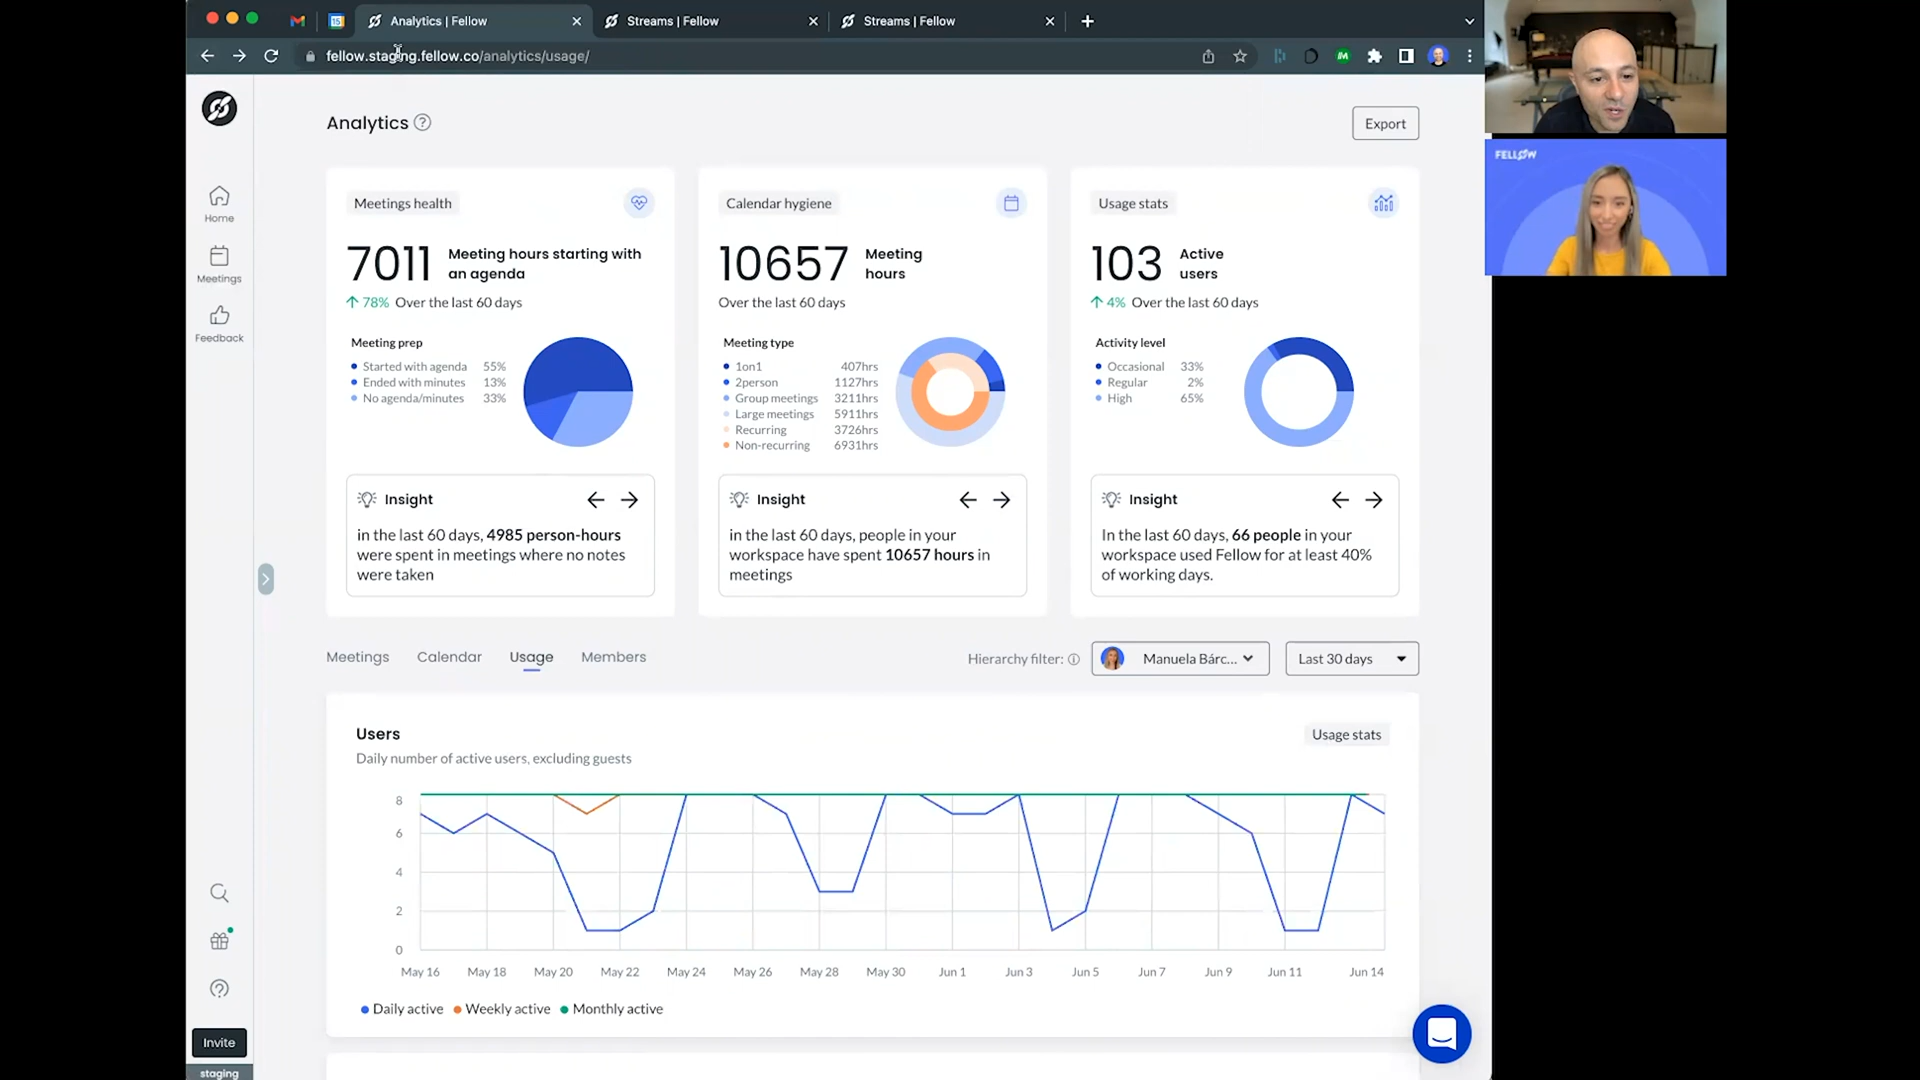 Analytics | Fellow
Streams | Fellow
Streams | Fellow
fellow.staging.fellow.co/analytics/usage/
FELLOW
Analytics
Export
Home
Meetings
Feedback
Meetings health
7011 Meeting hours starting with
an agenda
↑ 78% Over the last 60 days
Meeting prep
Started with agenda 55%
Ended with minutes 13%
No agenda/minutes 33%
Insight
in the last 60 days, 4985 person-hours
were spent in meetings where no notes
were taken
Calendar hygiene
10657 Meeting
hours
Over the last 60 days
Meeting type
1on1 407hrs
2person 1127hrs
Group meetings 3211hrs
Large meetings 5911hrs
Recurring 3726hrs
Non-recurring 6931hrs
Insight
in the last 60 days, people in your
workspace have spent 10657 hours in
meetings
Usage stats
103 Active
users
↑ 4% Over the last 60 days
Activity level
Occasional 33%
Regular 2%
High 65%
Insight
In the last 60 days, 66 people in your
workspace used Fellow for at least 40%
of working days.
Meetings Calendar Usage Members
Hierarchy filter: Manuela Bárc... Last 30 days
Users
Usage stats
Daily number of active users, excluding guests
8
6
4
2
0
May 16 May 18 May 20 May 22 May 24 May 26 May 28 May 30 Jun 1 Jun 3 Jun 5 Jun 7 Jun 9 Jun 11 Jun 14
Daily active Weekly active Monthly active
Invite
staging